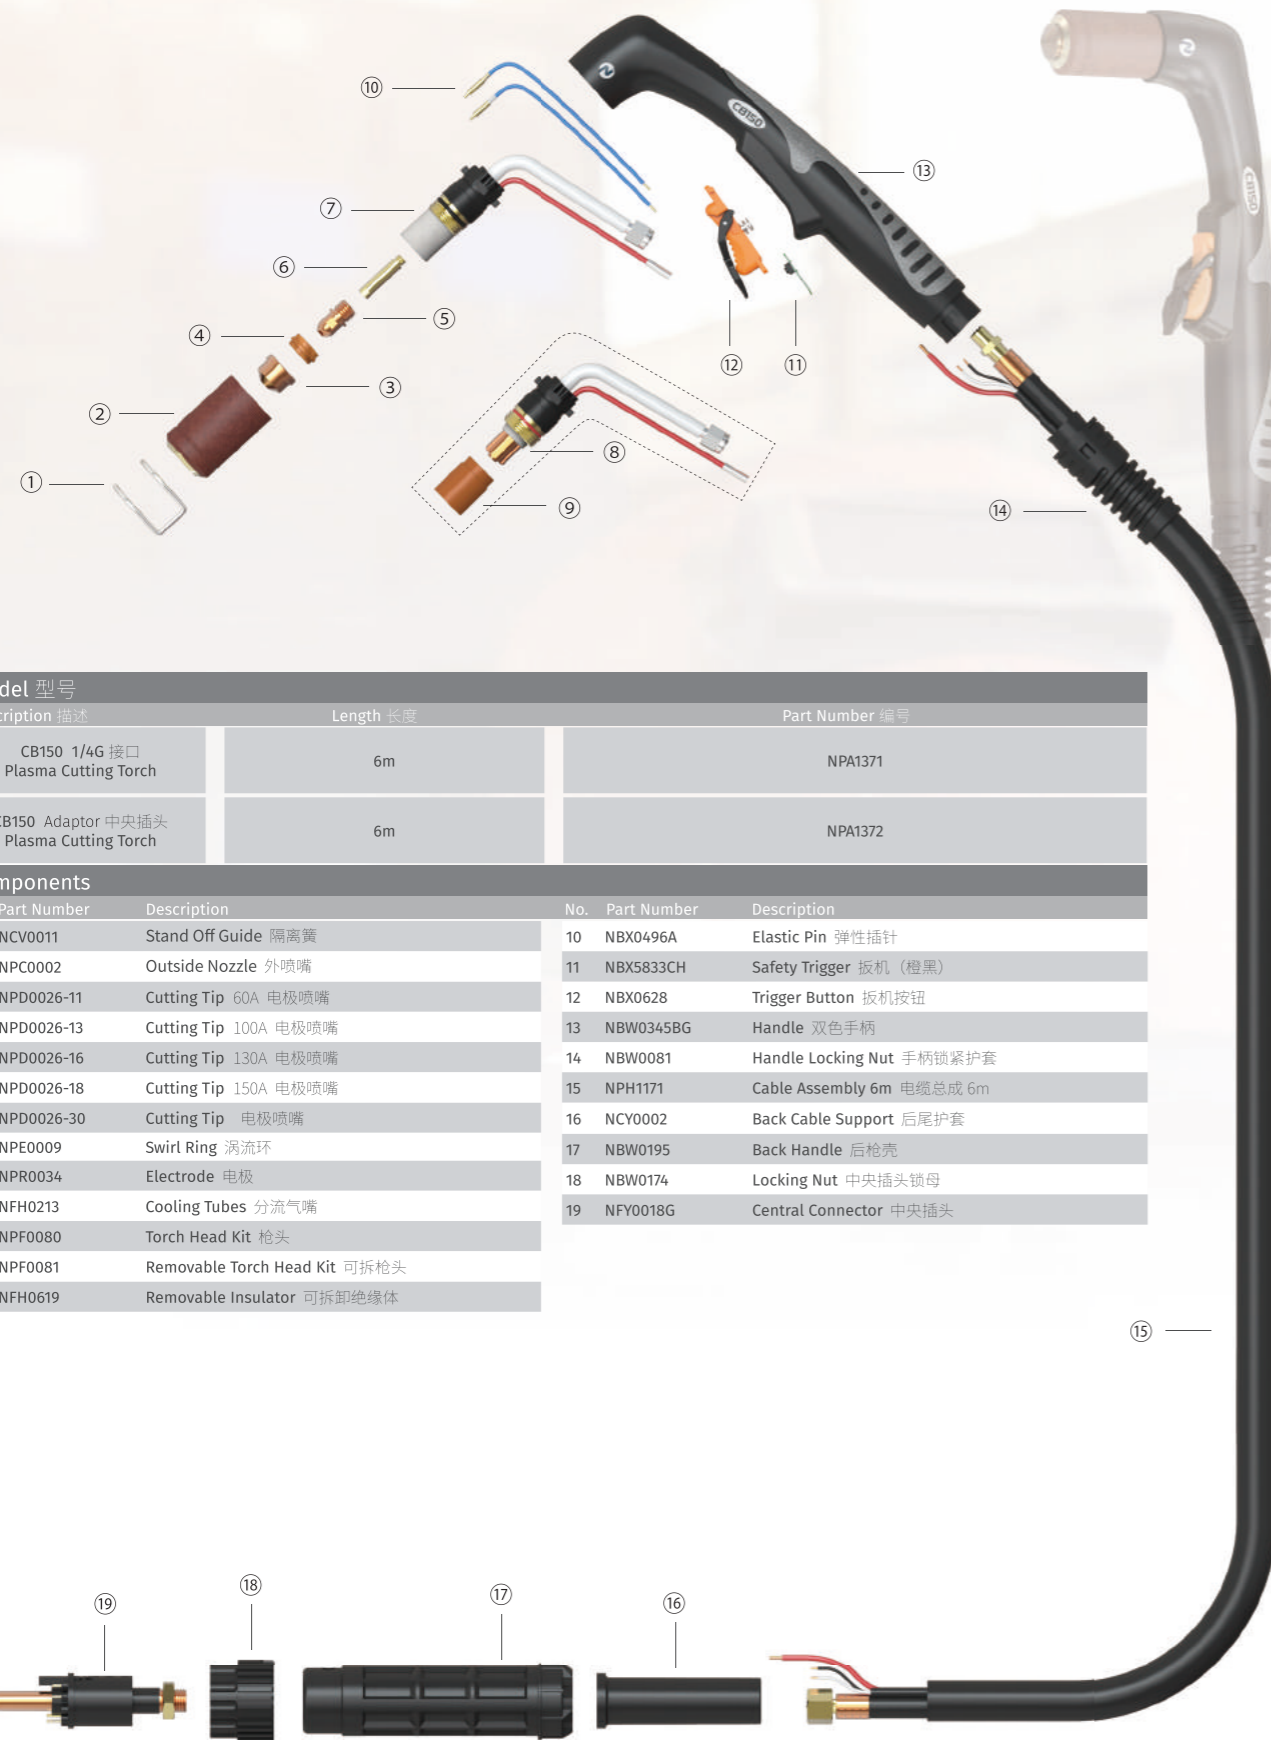 ⑩
CB150
⑬
⑦
⑥
⑤
④
⑫
⑪
③
②
⑧
①
⑨
⑭
CB150
del 型号
cription 描述 Length 长度 Part Number 编号
CB150 1/4G 接口
Plasma Cutting Torch
6m NPA1371
CB150 Adaptor 中央插头
Plasma Cutting Torch
6m NPA1372
mponents
Part Number Description
NCV0011 Stand Off Guide 隔离簧
NPC0002 Outside Nozzle 外喷嘴
NPD0026-11 Cutting Tip 60A 电极喷嘴
NPD0026-13 Cutting Tip 100A 电极喷嘴
NPD0026-16 Cutting Tip 130A 电极喷嘴
NPD0026-18 Cutting Tip 150A 电极喷嘴
NPD0026-30 Cutting Tip 电极喷嘴
NPE0009 Swirl Ring 涡流环
NPR0034 Electrode 电极
NFH0213 Cooling Tubes 分流气嘴
NPF0080 Torch Head Kit 枪头
NPF0081 Removable Torch Head Kit 可拆枪头
NFH0619 Removable Insulator 可拆卸绝缘体
No. Part Number Description
10 NBX0496A Elastic Pin 弹性插针
11 NBX5833CH Safety Trigger 扳机（橙黑）
12 NBX0628 Trigger Button 扳机按钮
13 NBW0345BG Handle 双色手柄
14 NBW0081 Handle Locking Nut 手柄锁紧护套
15 NPH1171 Cable Assembly 6m 电缆总成 6m
16 NCY0002 Back Cable Support 后尾护套
17 NBW0195 Back Handle 后枪壳
18 NBW0174 Locking Nut 中央插头锁母
19 NFY0018G Central Connector 中央插头
⑮
⑱
⑰
⑲
⑯